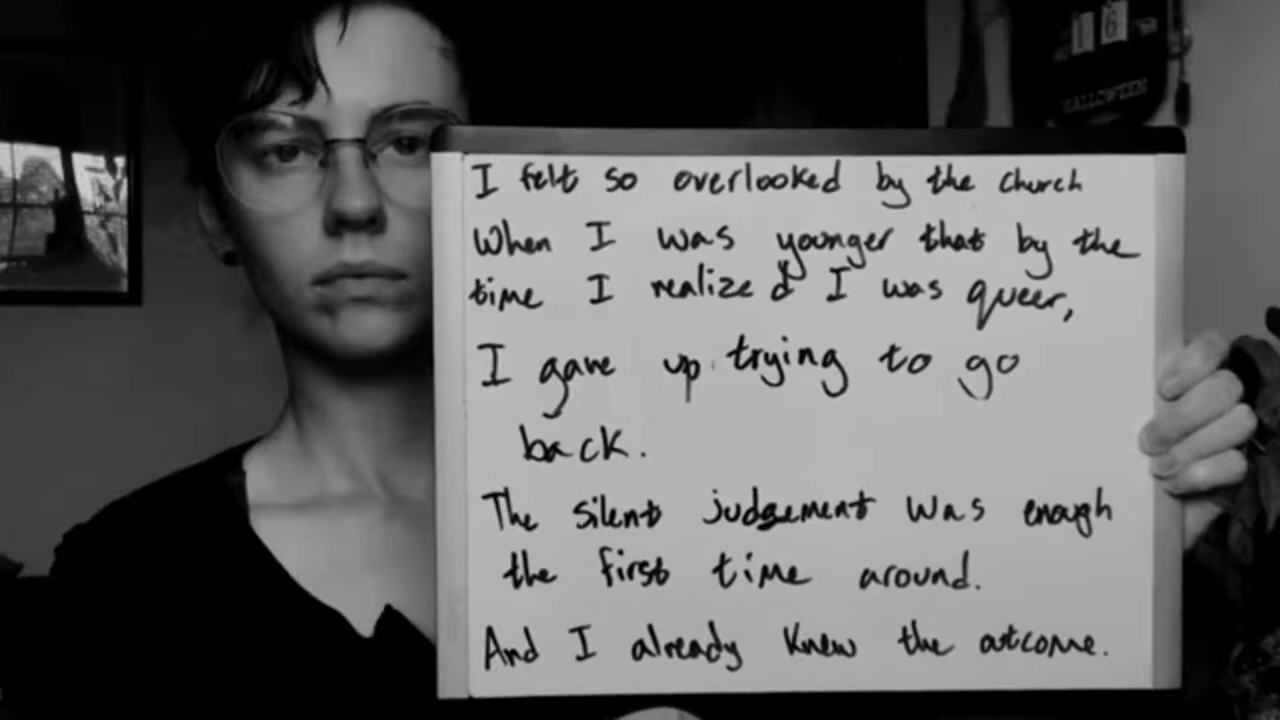 16
HALLOWEEN
I felt so overlooked by the church
When I was younger that by the
time I realized I was queer,
I gave up trying to go
back.
The silent judgement was enough
the first time around.
And I already knew the outcome.